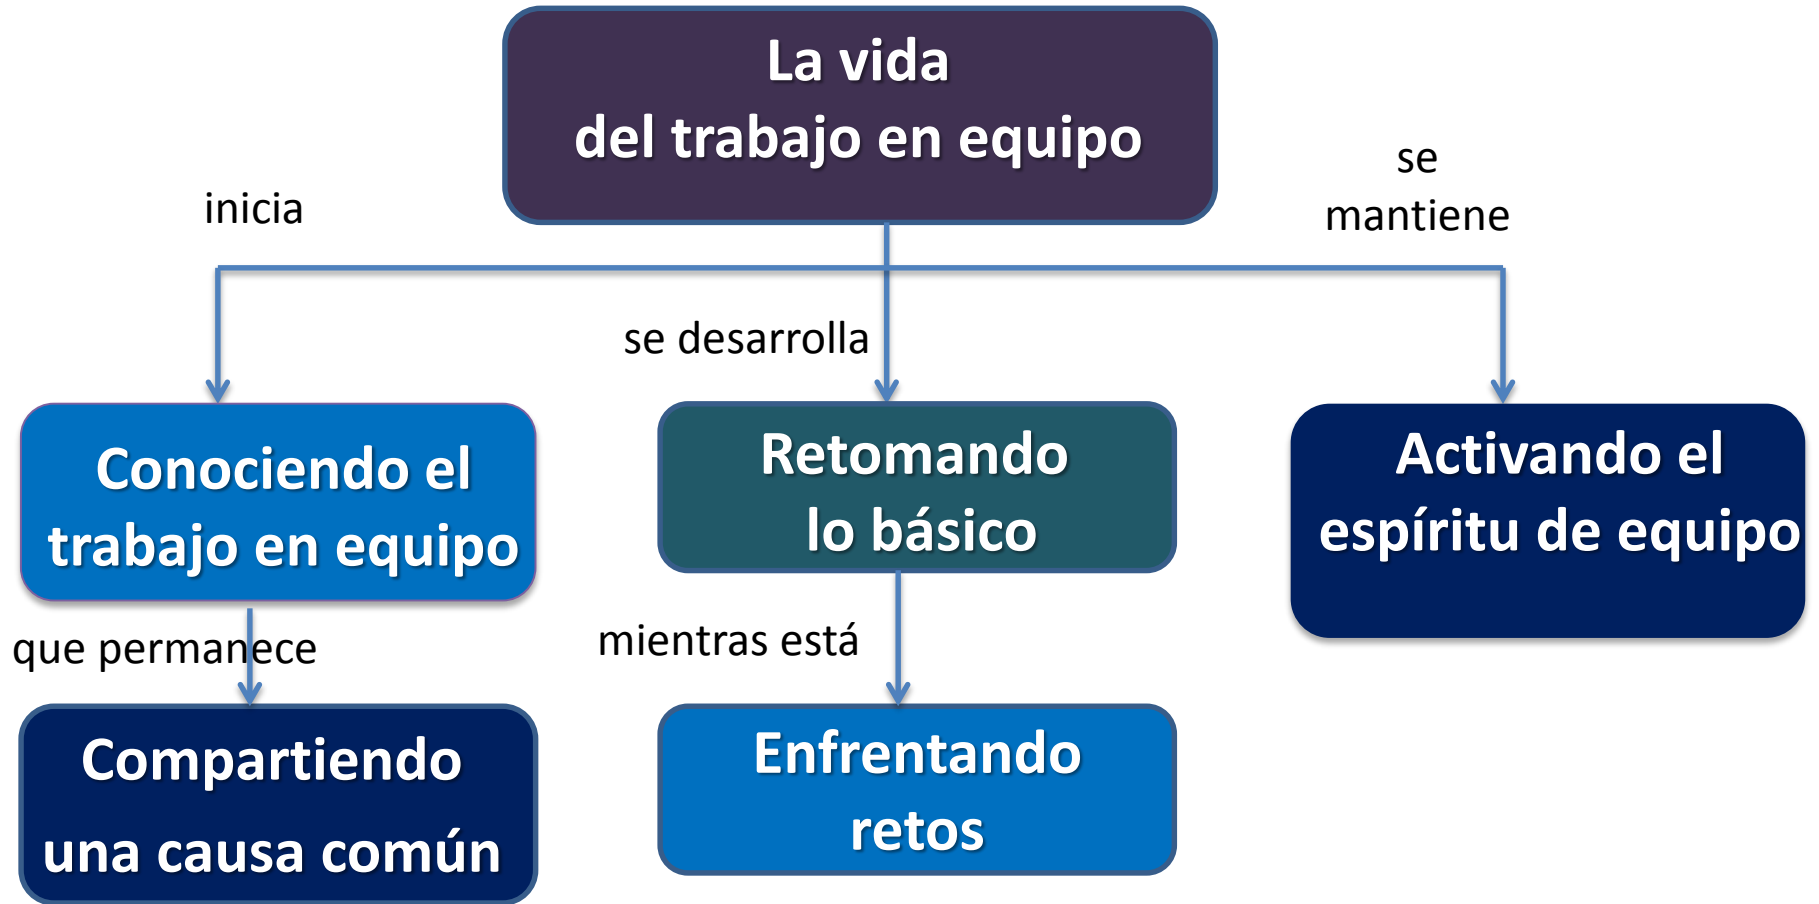 La vida
del trabajo en equipo
inicia
se
mantiene
se desarrolla
Conociendo el
trabajo en equipo
Retomando
lo básico
Activando el
espíritu de equipo
que permanece
mientras está
Compartiendo
una causa común
Enfrentando
retos